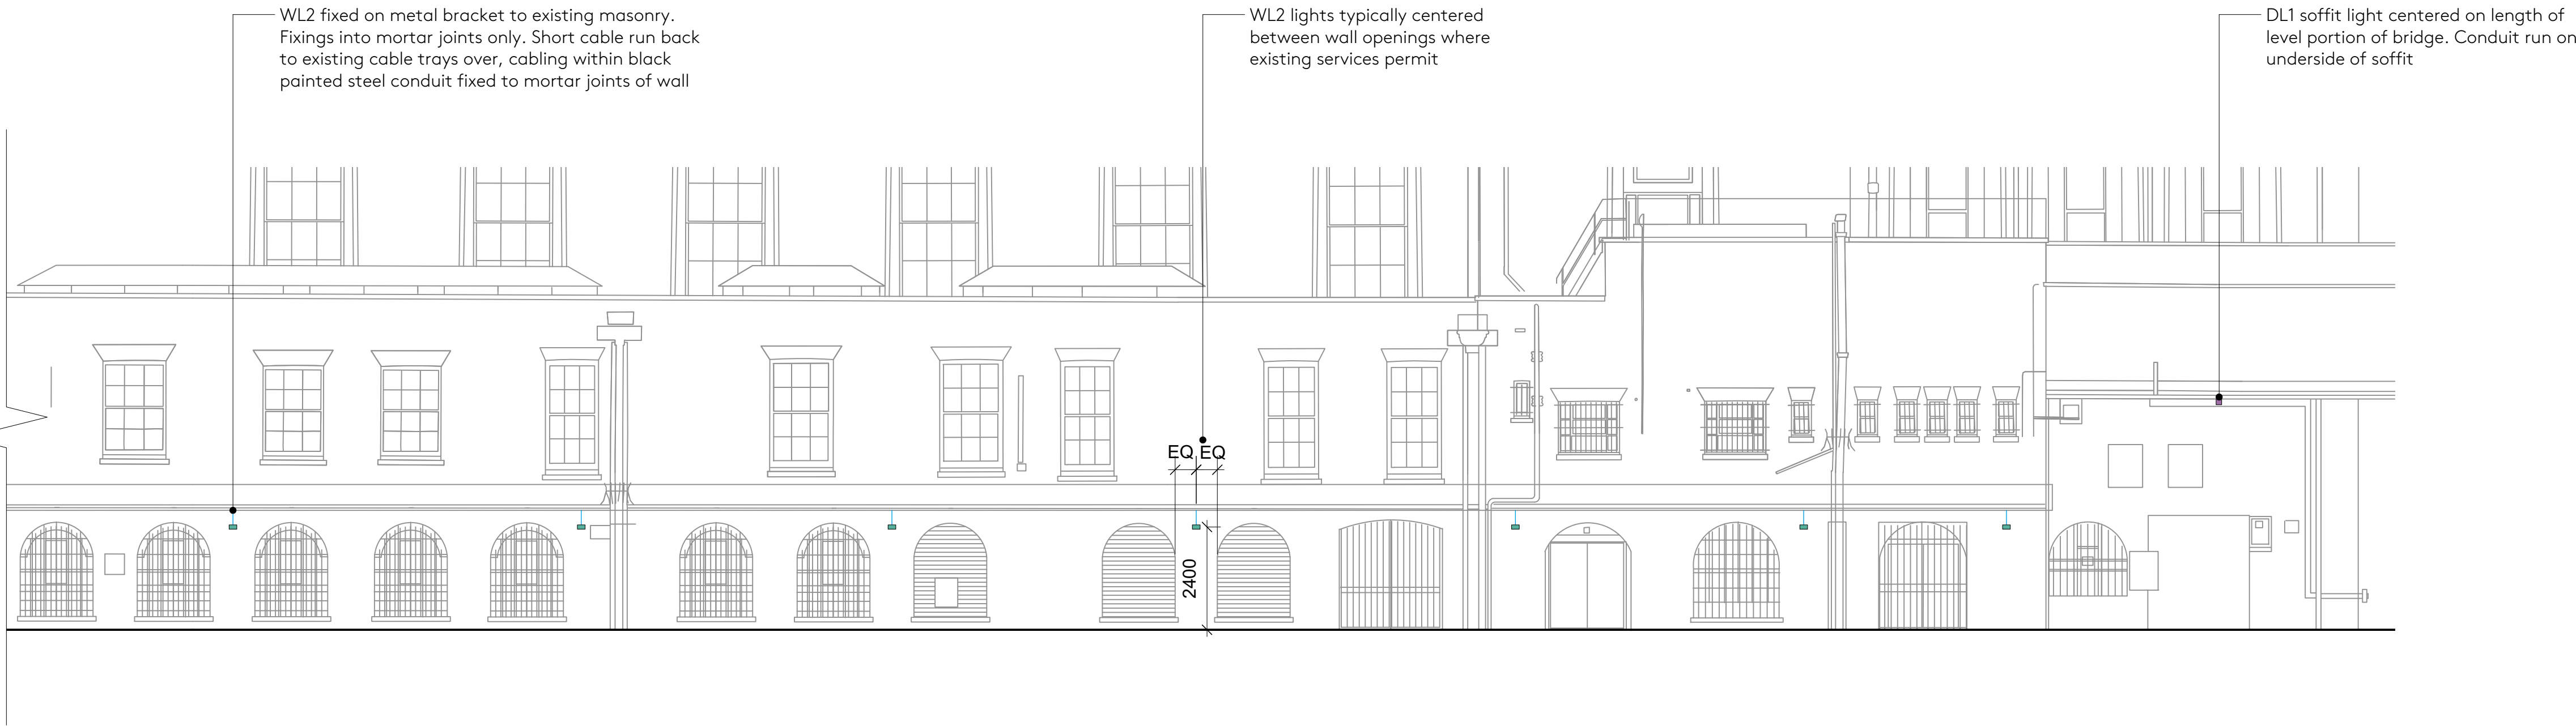 WL2 fixed on metal bracket to existing masonry.
Fixings into mortar joints only. Short cable run back
to existing cable trays over, cabling within black
painted steel conduit fixed to mortar joints of wall
WL2 lights typically centered
between wall openings where
existing services permit
DL1 soffit light centered on length of
level portion of bridge. Conduit run on
underside of soffit
EQ EQ
2400